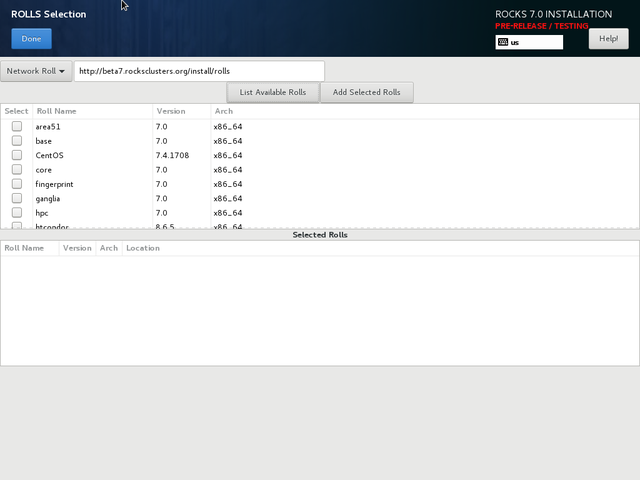 ROLLS Selection
ROCKS 7.0 INSTALLATION
PRE-RELEASE / TESTING
Done
us
Help!
Network Roll
http://beta7.rocksclusters.org/install/rolls
List Available Rolls
Add Selected Rolls
Select Roll Name Version Arch
area51 7.0 x86_64
base 7.0 x86_64
CentOS 7.4.1708 x86_64
core 7.0 x86_64
fingerprint 7.0 x86_64
ganglia 7.0 x86_64
hpc 7.0 x86_64
htcondor 8.6.5 x86_64
Selected Rolls
Roll Name Version Arch Location